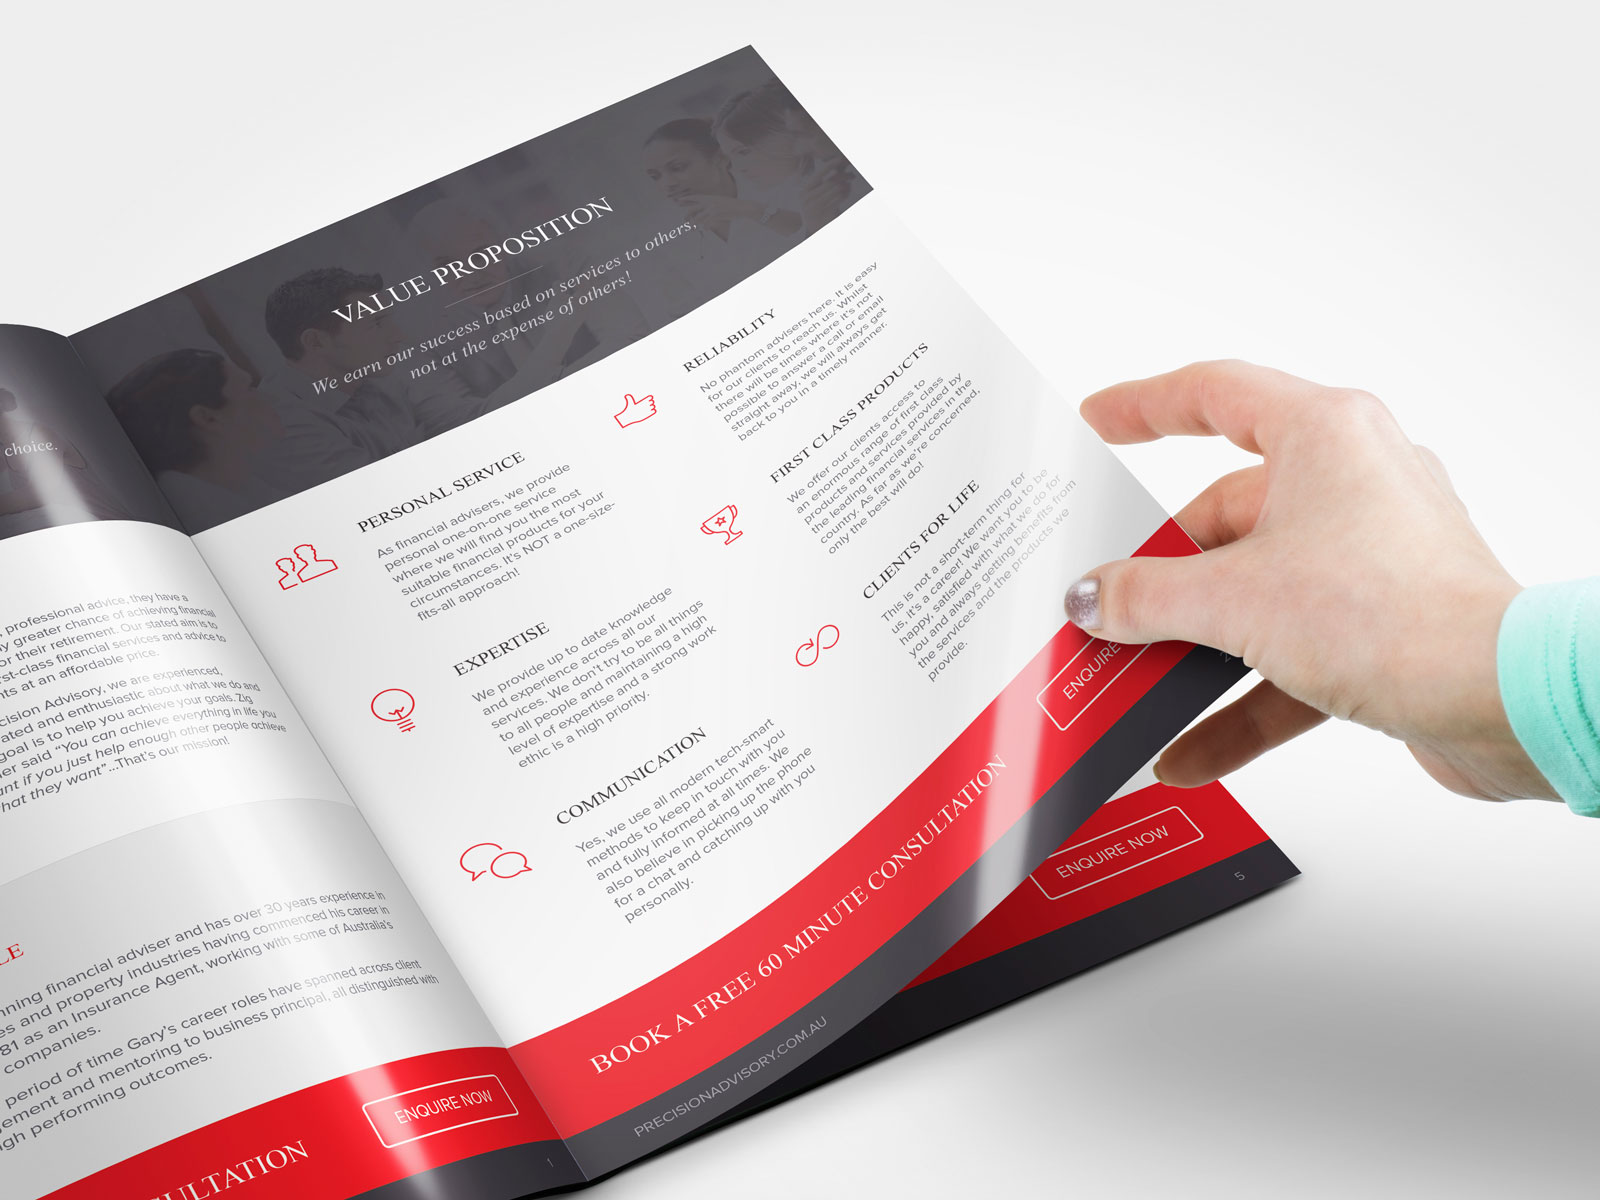 choice.
, professional advice, they have a
y greater chance of achieving financial
or their retirement. Our stated aim is to
rst-class financial services and advice to
nts at an affordable price.
cision Advisory, we are experienced,
ated and enthusiastic about what we do and
goal is to help you achieve your goals. Zig
er said "You can achieve everything in life you
ant if you just help enough other people achieve
hat they want"...That's our mission!
LE
nning financial adviser and has over 30 years experience in
es and property industries having commenced his career in
81 as an Insurance Agent, working with some of Australia's
companies.
period of time Gary's career roles have spanned across client
ement and mentoring to business principal, all distinguished with
gh performing outcomes.
SULTATION
ENQUIRE NOW
1
VALUE PROPOSITION
We earn our success based on services to others,
not at the expense of others!
PERSONAL SERVICE
As financial advisers, we provide
personal one-on-one service
where we will find you the most
suitable financial products for your
circumstances. It's NOT a one-size-
fits-all approach!
EXPERTISE
We provide up to date knowledge
and experience across all our
services. We don't try to be all things
to all people and maintaining a high
level of expertise and a strong work
ethic is a high priority.
COMMUNICATION
Yes, we use all modern tech-smart
methods to keep in touch with you
and fully informed at all times. We
also believe in picking up the phone
for a chat and catching up with you
personally.
RELIABILITY
No phantom advisers here. It is easy
for our clients to reach us. Whilst
there will be times where it's not
possible to answer a call or email
straight away, we will always get
back to you in a timely manner.
FIRST CLASS PRODUCTS
We offer our clients access to
an enormous range of first class
products and services provided by
the leading financial services in the
country. As far as we're concerned,
only the best will do!
CLIENTS FOR LIFE
This is not a short-term thing for
us, it's a career! We want you to be
happy, satisfied with what we do for
you and always getting benefits from
the services and the products we
provide.
BOOK A FREE 60 MINUTE CONSULTATION
ENQUIRE
PRECISIONADVISORY.COM.AU
2
ENQUIRE NOW
5